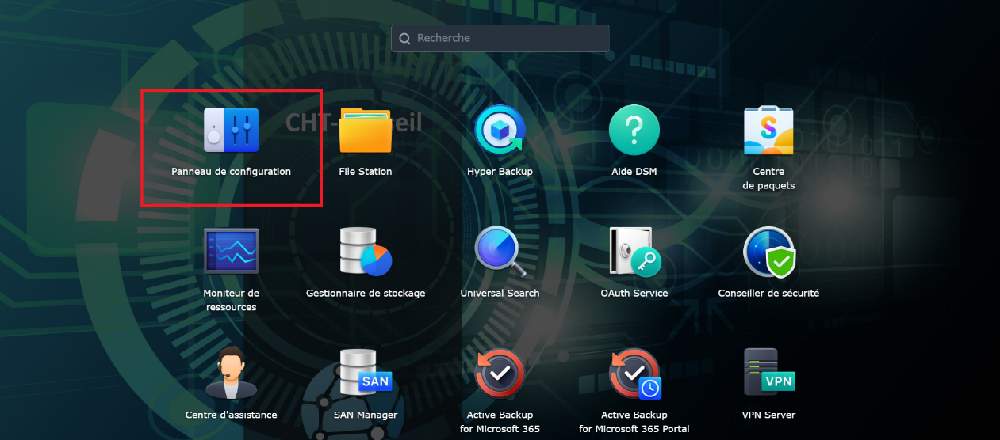 Recherche
CHT-
eil
Panneau de configuration
File Station
Hyper Backup
Aide DSM
Centre
de paquets
Moniteur de
ressources
Gestionnaire de stockage
Universal Search
OAuth Service
Conseiller de sécurité
SAN
VPN
Centre d'assistance
SAN Manager
Active Backup
for Microsoft 365
Active Backup
for Microsoft 365 Portal
VPN Server